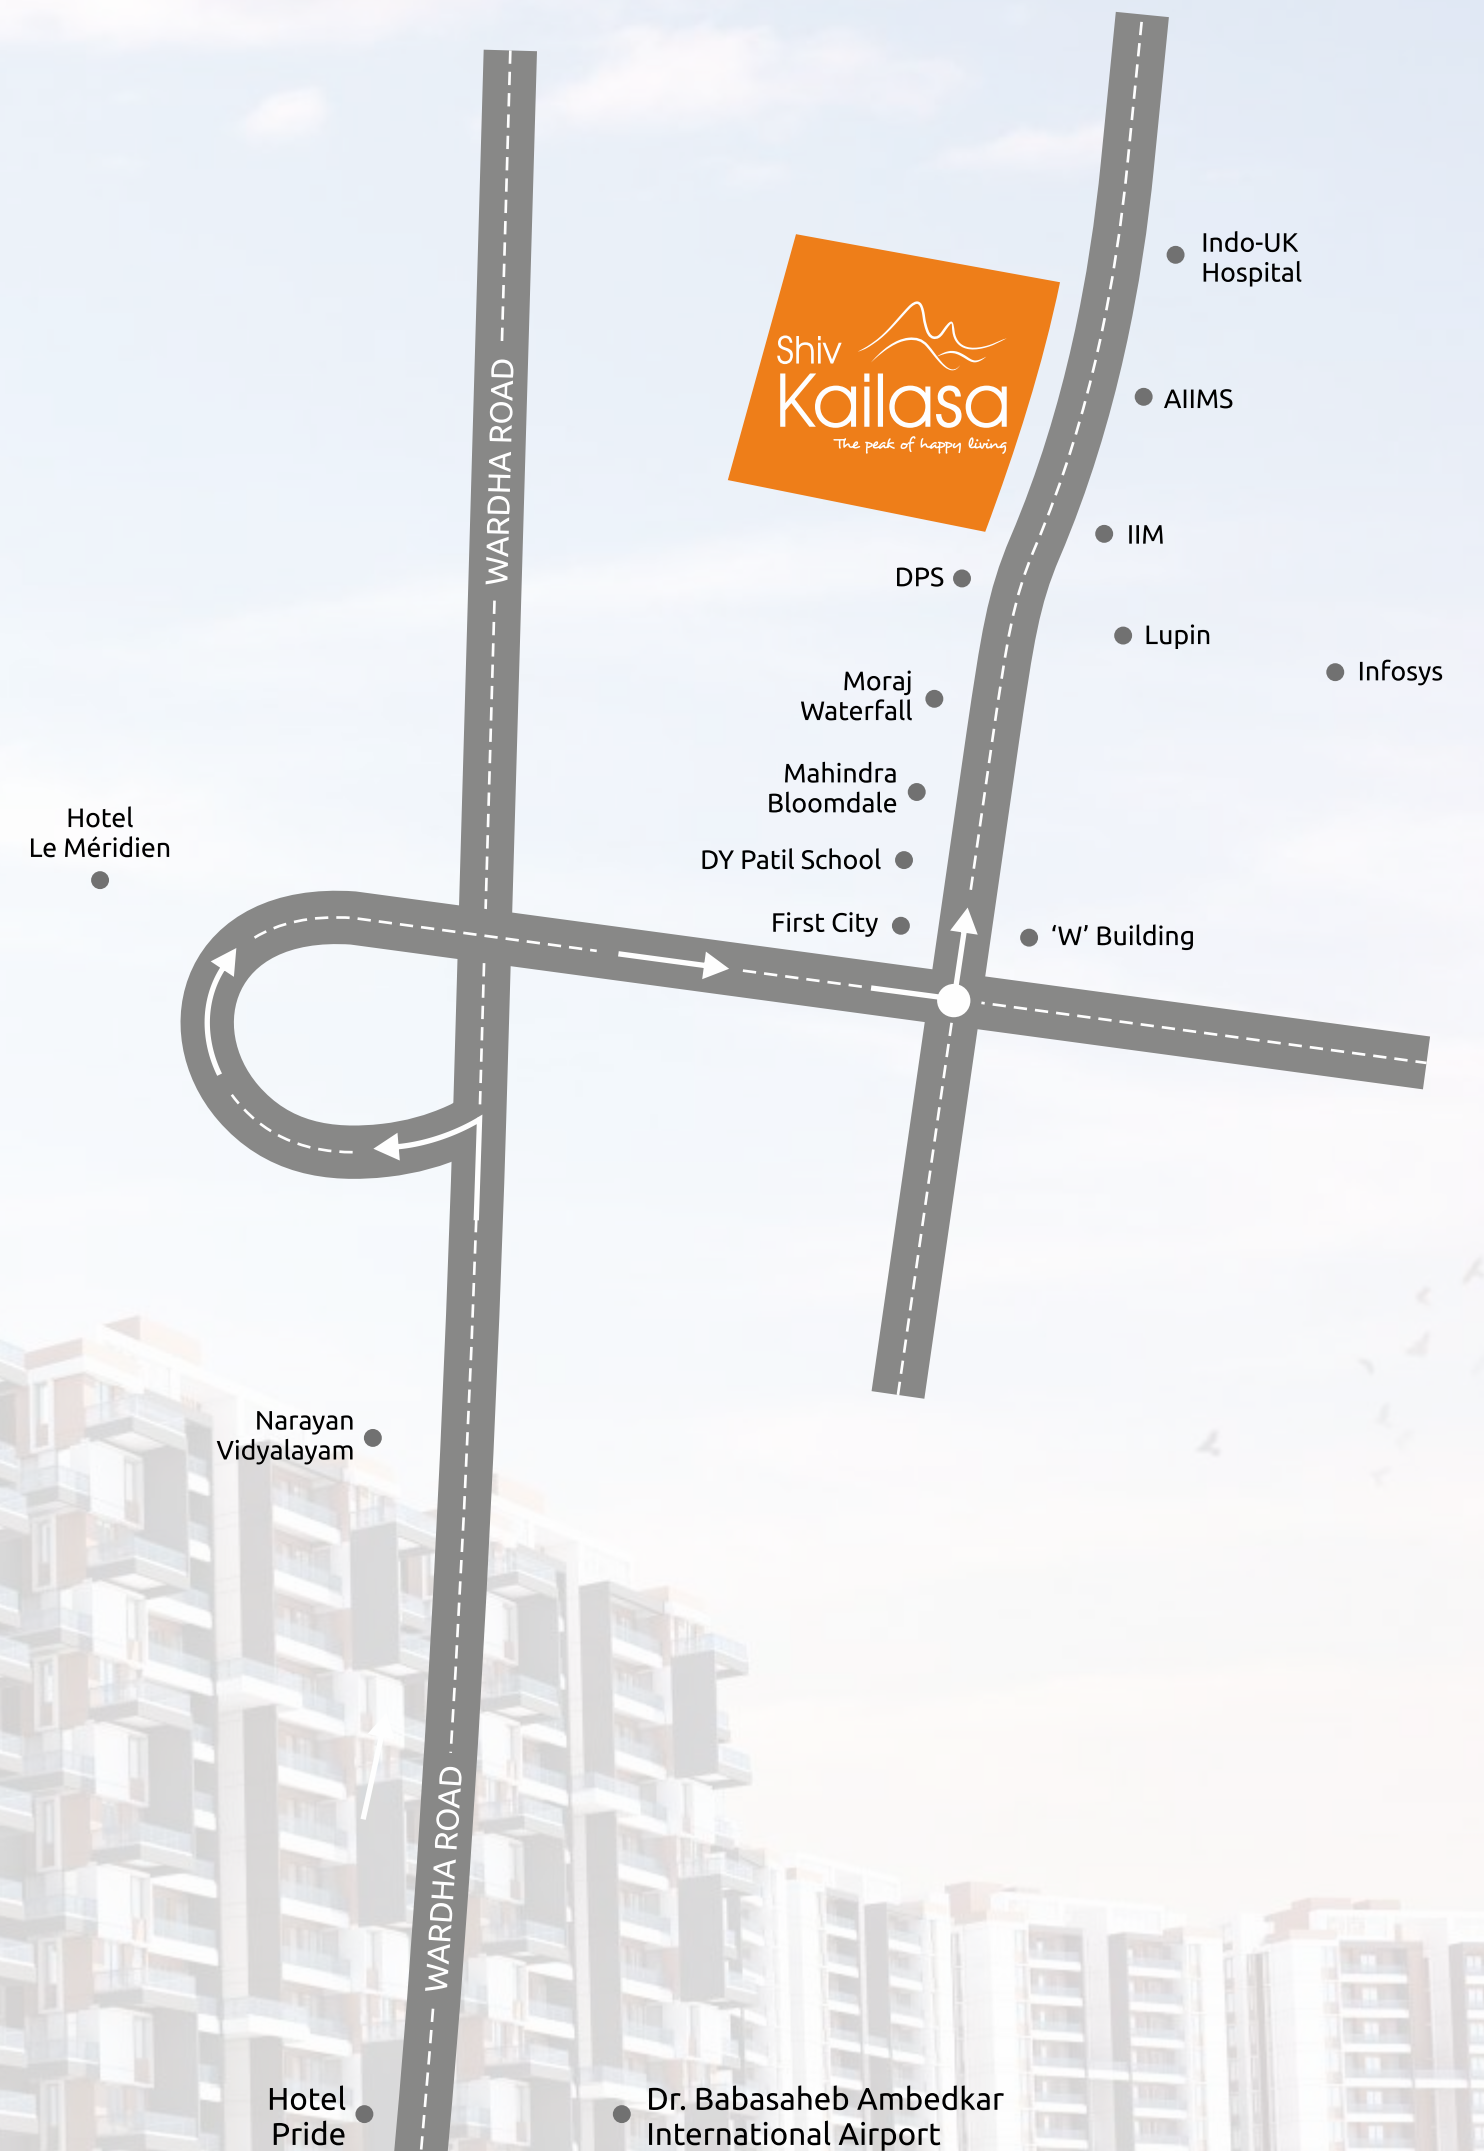 Indo-UK
Hospital
Shiv
Kailasa
The peak of happy living
WARDHA ROAD
AIIMS
IIM
DPS
Lupin
Infosys
Moraj
Waterfall
Mahindra
Bloomdale
Hotel
Le Méridien
DY Patil School
First City
‘W’ Building
Narayan
Vidyalayam
WARDHA ROAD
Hotel
Pride
Dr. Babasaheb Ambedkar
International Airport